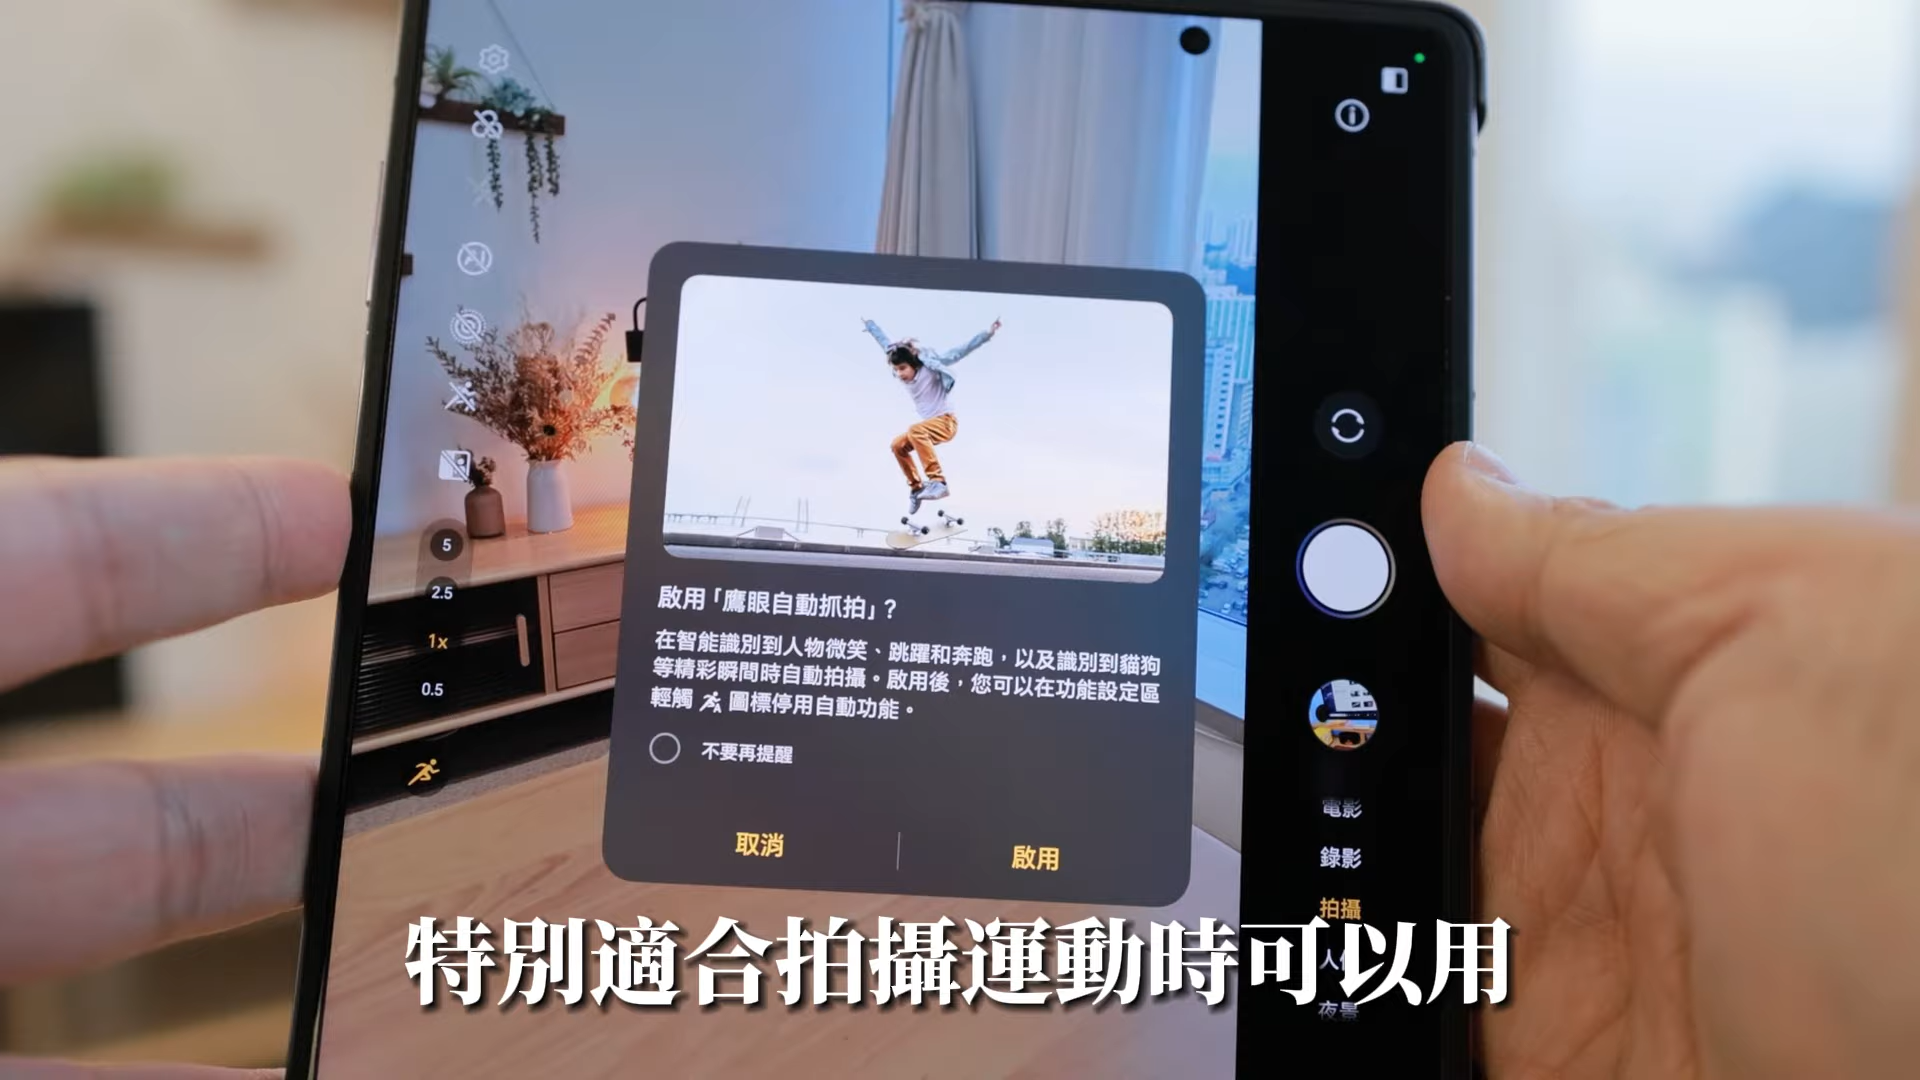 5
2.5
1x
0.5
啟用「鷹眼自動抓拍」?
在智能識別到人物微笑、跳躍和奔跑，以及識別到貓狗
等精彩瞬間時自動拍攝。啟用後，您可以在功能設定區
輕觸 圖標停用自動功能。
不要再提醒
取消
啟用
電影
錄影
拍攝
夜景
特別適合拍攝運動時可以用